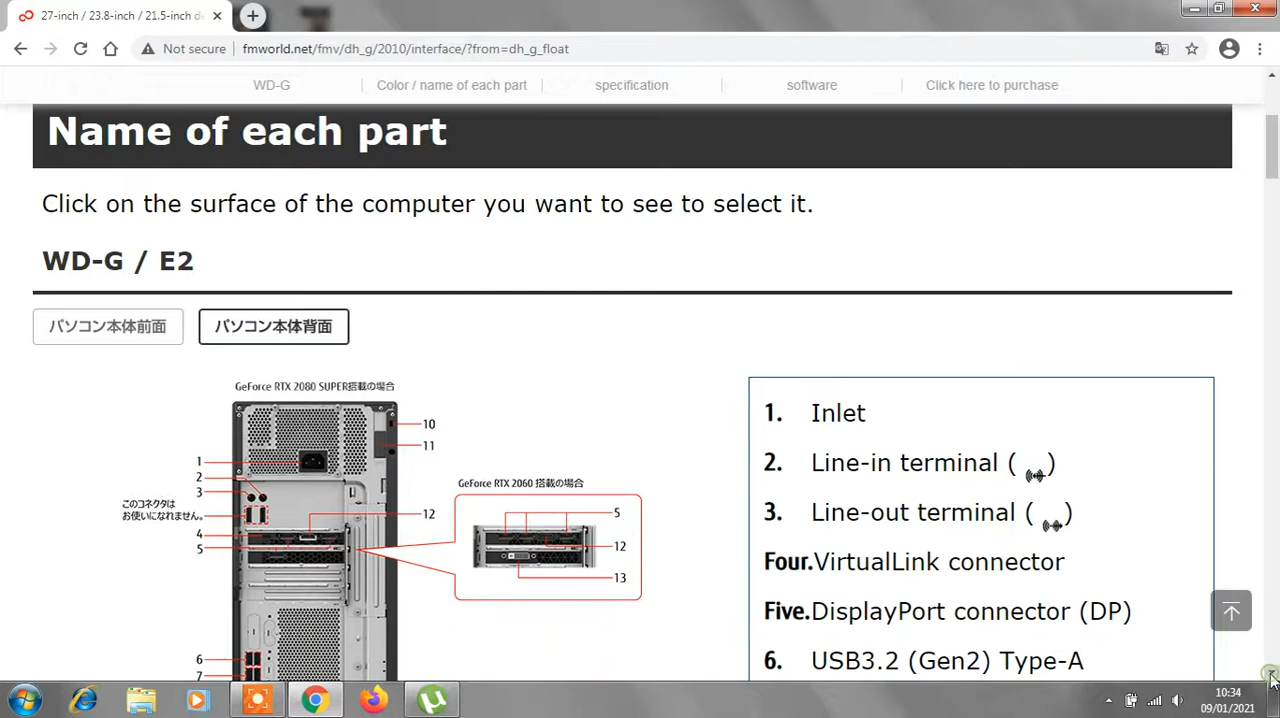 27-inch / 23.8-inch / 21.5-inch de
Not secure
fmworld.net/fmv/dh_g/2010/interface/?from=dh_g_float
WD-G
Color / name of each part
specification
software
Click here to purchase
Name of each part
Click on the surface of the computer you want to see to select it.
WD-G / E2
パソコン本体前面
パソコン本体背面
GeForce RTX 2080 SUPER搭載の場合
10
11
1
2
3
このコネクタは
お使いになれません。
12
4
5
GeForce RTX 2060 搭載の場合
5
12
13
6
7
1. Inlet
2. Line-in terminal ( )
3. Line-out terminal ( )
Four. VirtualLink connector
Five. DisplayPort connector (DP)
6. USB3.2 (Gen2) Type-A
10:34
09/01/2021